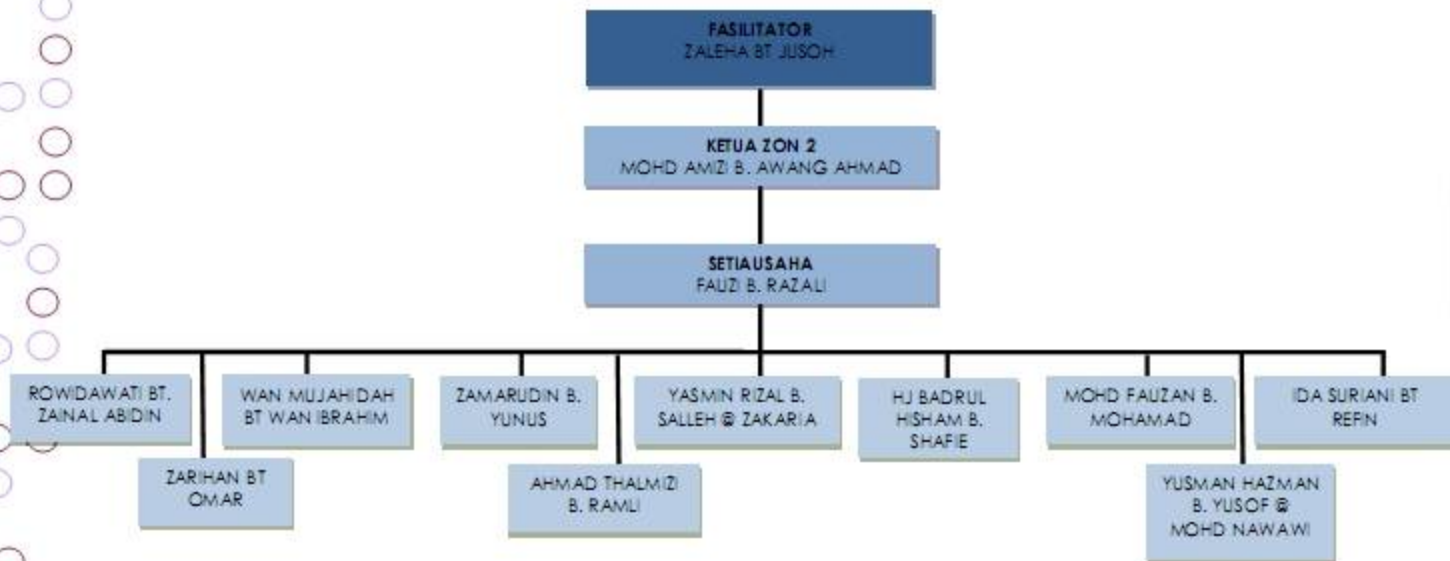 FASILITATOR
ZALEHA BT JUSOH
KETUA ZON 2
MOHD AMIZI B. AWANG AHMAD
SETIAUSAHA
FAUZI B. RAZALI
ROWIDAWATI BT.
ZAINAL ABIDIN
ZARIHAN BT
OMAR
WAN MUJAHIDAH
BT WAN IBRAHIM
ZAMARUDIN B.
YUNUS
AHMAD THALMIZI
B. RAMLI
YASMIN RIZAL B.
SALLEH @ ZAKARIA
HJ BADRUL
HISHAM B.
SHAFIE
MOHD FAUZAN B.
MOHAMAD
YUSMAN HAZMAN
B. YUSOF @
MOHD NAWAWI
IDA SURIANI BT
REFIN